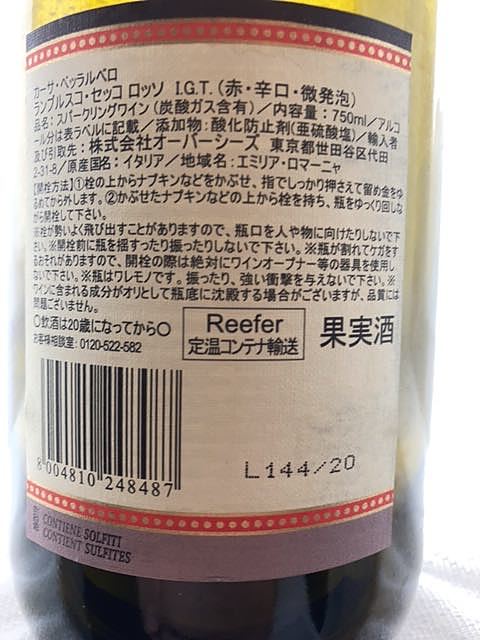 カーサ・ベッラルベロ
ランブルスコ・セッコ ロッソ I.G.T. (赤・辛口・微発泡)
品名:スパークリングワイン (炭酸ガス含有)/内容量:750ml/アルコ
ール分は表ラベルに記載/添加物:酸化防止剤(亜硫酸塩)/輸入者
及び引取先:株式会社オーバーシーズ 東京都世田谷区代田
2-31-8/原産国名:イタリア/地域名:エミリア・ロマーニャ
【開栓方法】①栓の上からナプキンなどをかぶせ、指でしっかり押さえて留め金をゆ
るめてから外します。②かぶせたナプキンなどの上から栓を持ち、瓶をゆっくり回しな
がら開栓して下さい。
※栓が勢いよく飛び出すことがありますので、瓶口を人や物に向けたりしないで下
さい。※開栓前に瓶を揺すったり振ったりしないで下さい。※瓶が割れてケガをす
るおそれがありますので、開栓の際は絶対にワインオープナー等の器具を使用し
ないで下さい。※瓶はワレモノです。振ったり、強い衝撃を与えないで下さい。※
ワインに含まれる成分がオリとして瓶底に沈殿する場合がございますが、品質には
問題ございません。
〇飲酒は20歳になってから〇
お客様相談室:0120-522-582
Reefer
定温コンテナ輸送
果実酒
8 004810 248487
L144/20
CONTIENE SOLFITI
CONTIENT SULFITES